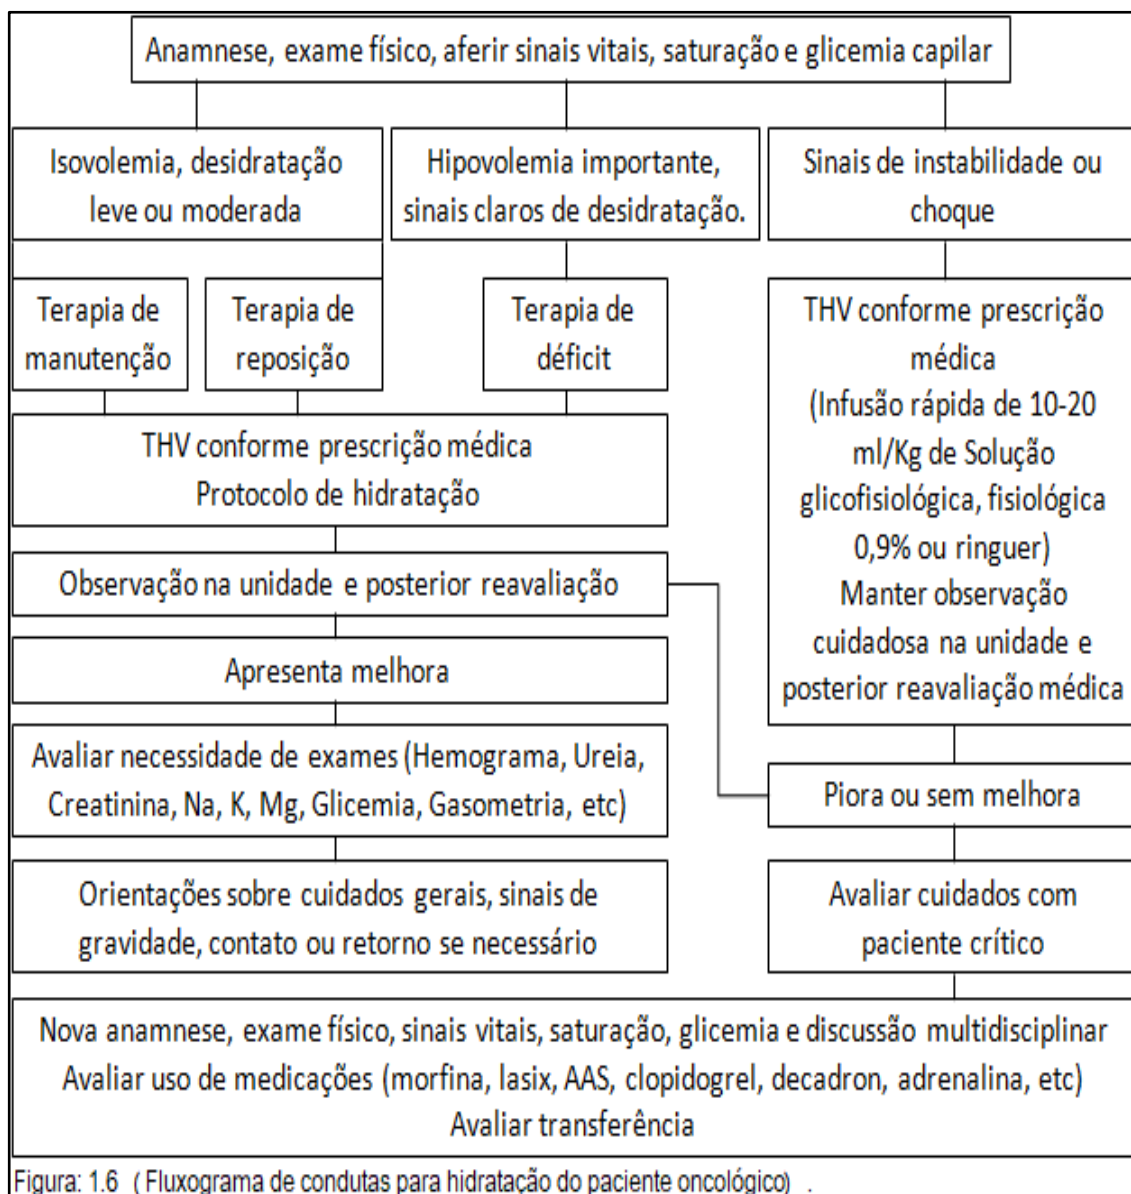 Anamnese, exame físico, aferir sinais vitais, saturação e glicemia capilar
Isovolemia, desidratação
leve ou moderada
Hipovolemia importante,
sinais claros de desidratação.
Sinais de instabilidade ou
choque
Terapia de
manutenção
Terapia de
reposição
Terapia de
déficit
THV conforme prescrição
médica
(Infusão rápida de 10-20
ml/Kg de Solução
glicofisiológica, fisiológica
0,9% ou ringuer)
Manter observação
cuidadosa na unidade e
posterior reavaliação médica
THV conforme prescrição médica
Protocolo de hidratação
Observação na unidade e posterior reavaliação
Apresenta melhora
Avaliar necessidade de exames (Hemograma, Ureia,
Creatinina, Na, K, Mg, Glicemia, Gasometria, etc)
Piora ou sem melhora
Orientações sobre cuidados gerais, sinais de
gravidade, contato ou retorno se necessário
Avaliar cuidados com
paciente crítico
Nova anamnese, exame físico, sinais vitais, saturação, glicemia e discussão multidisciplinar
Avaliar uso de medicações (morfina, lasix, AAS, clopidogrel, decadron, adrenalina, etc)
Avaliar transferência
Figura: 1.6 ( Fluxograma de condutas para hidratação do paciente oncológico) .